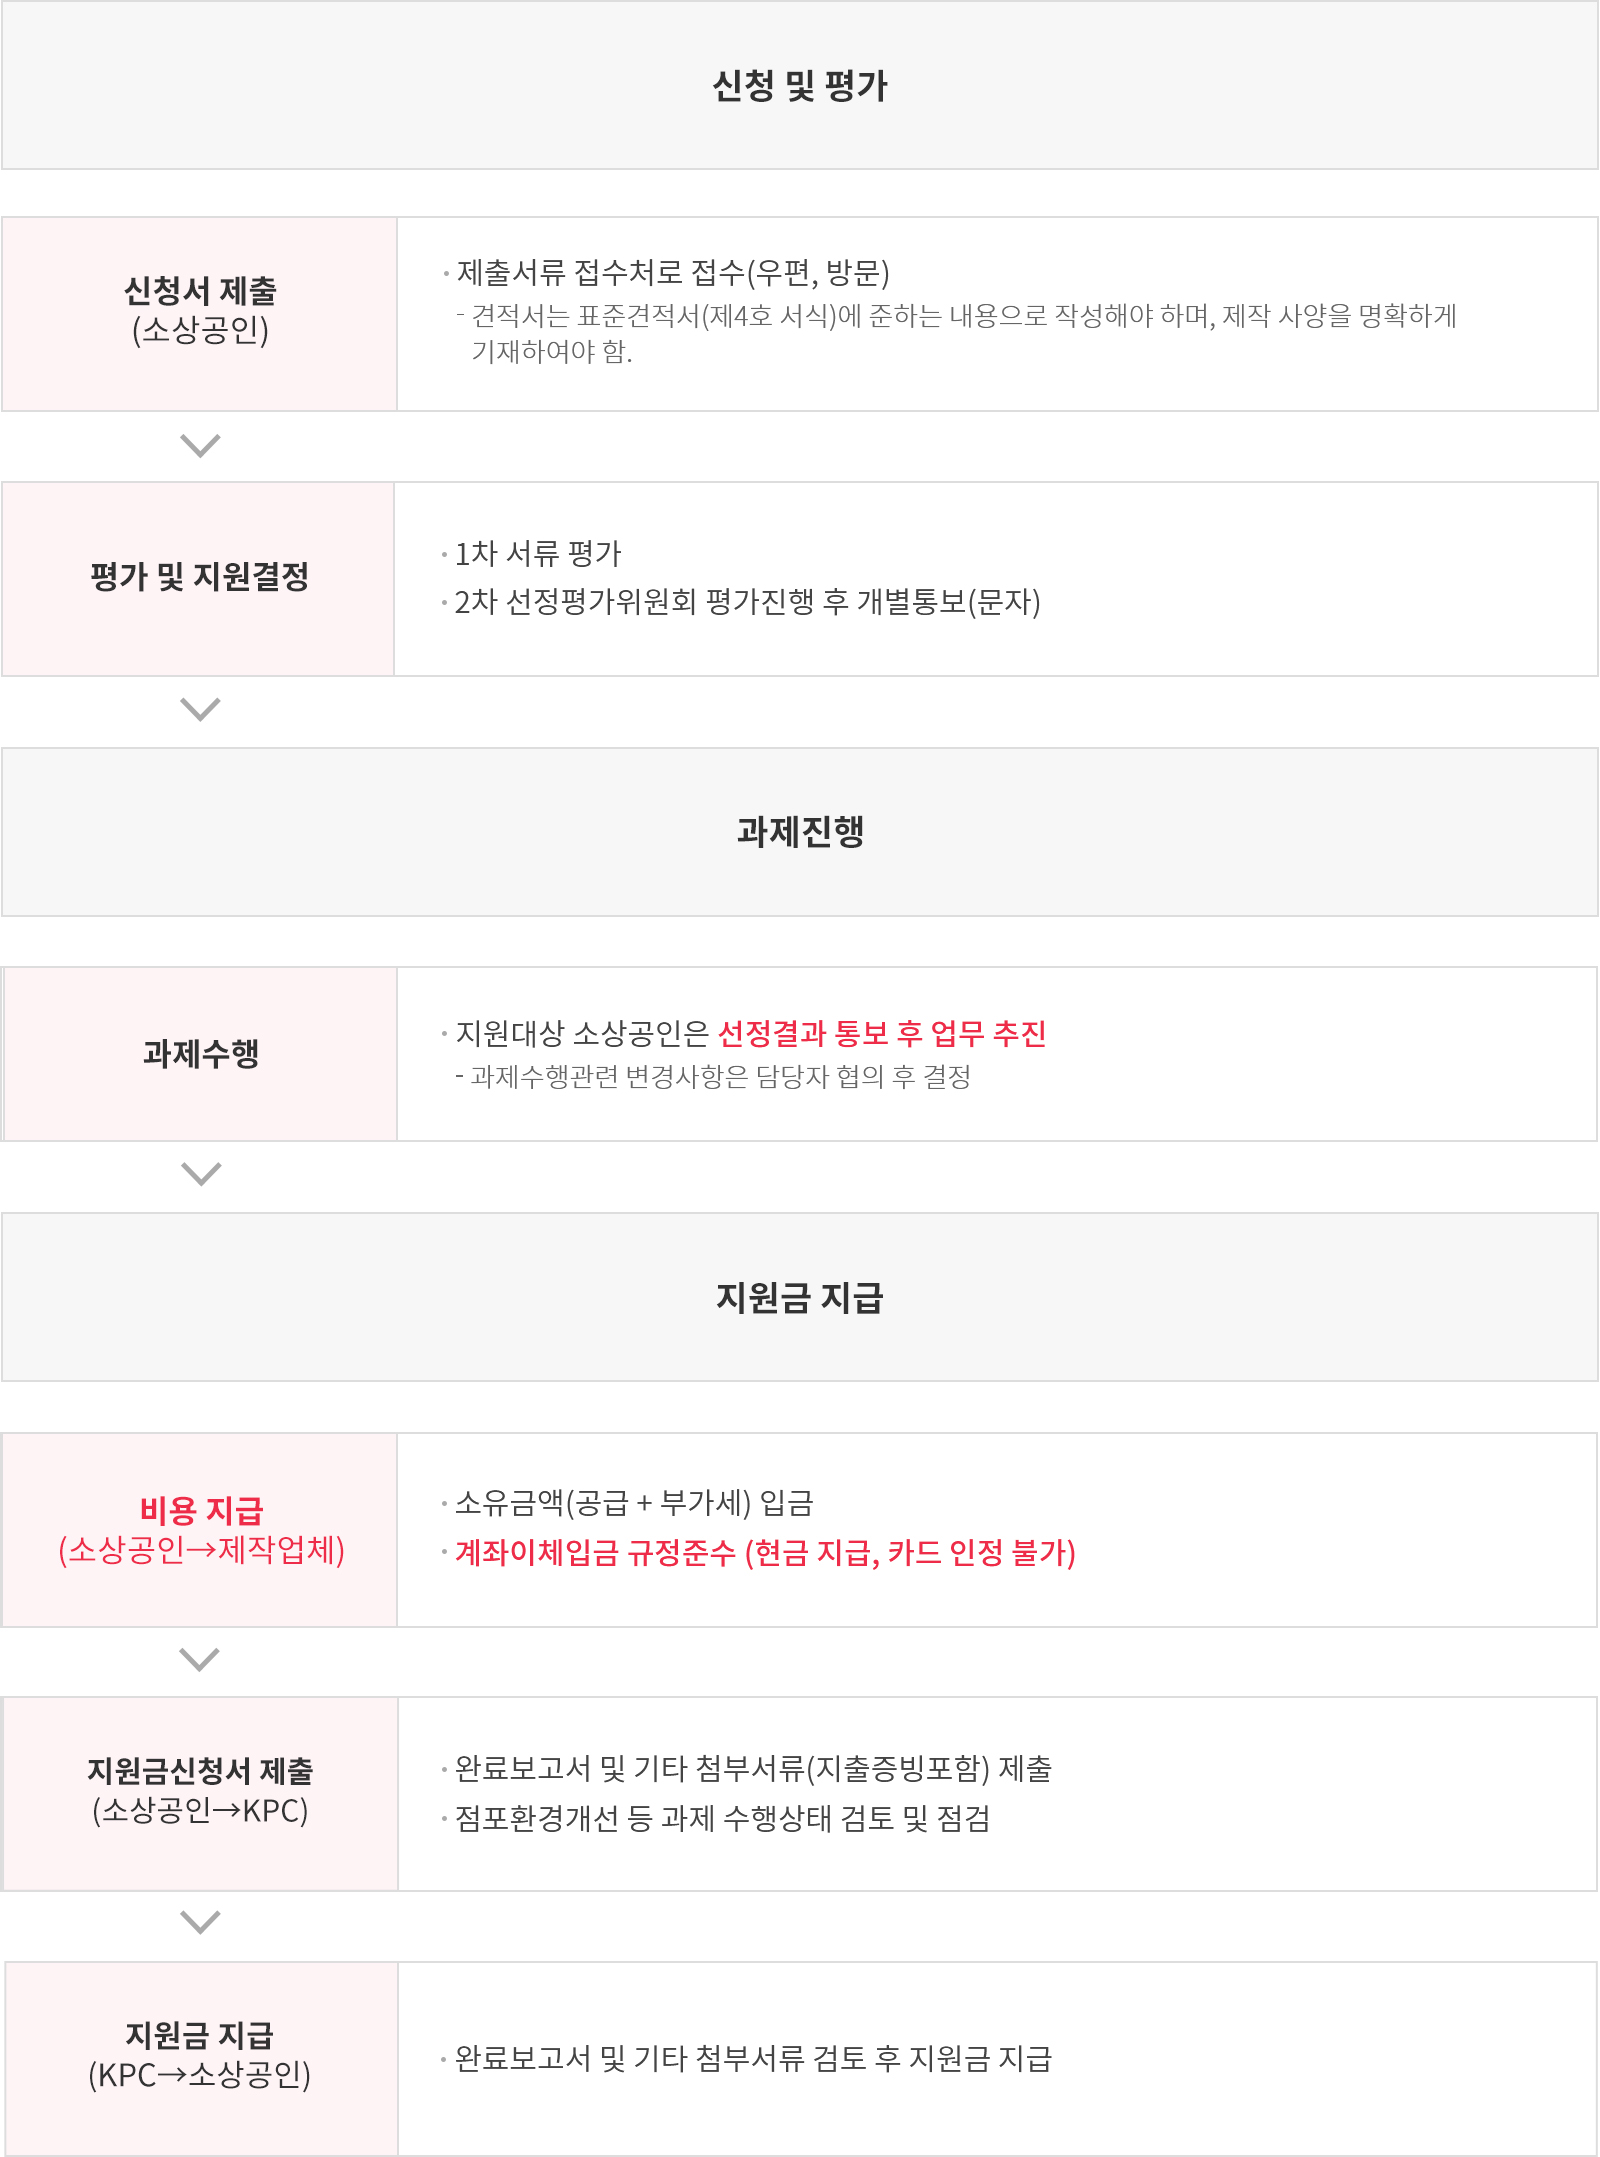 신청 및 평가
신청서 제출
(소상공인)
· 제출서류 접수처로 접수(우편, 방문)
- 견적서는 표준견적서(제4호 서식)에 준하는 내용으로 작성해야 하며, 제작 사양을 명확하게
기재하여야 함.
평가 및 지원결정
· 1차 서류 평가
· 2차 선정평가위원회 평가진행 후 개별통보(문자)
과제진행
과제수행
· 지원대상 소상공인은 선정결과 통보 후 업무 추진
- 과제수행관련 변경사항은 담당자 협의 후 결정
지원금 지급
비용 지급
(소상공인→제작업체)
· 소유금액(공급 + 부가세) 입금
· 계좌이체입금 규정준수 (현금 지급, 카드 인정 불가)
지원금신청서 제출
(소상공인→KPC)
· 완료보고서 및 기타 첨부서류(지출증빙포함) 제출
· 점포환경개선 등 과제 수행상태 검토 및 점검
지원금 지급
(KPC→소상공인)
· 완료보고서 및 기타 첨부서류 검토 후 지원금 지급